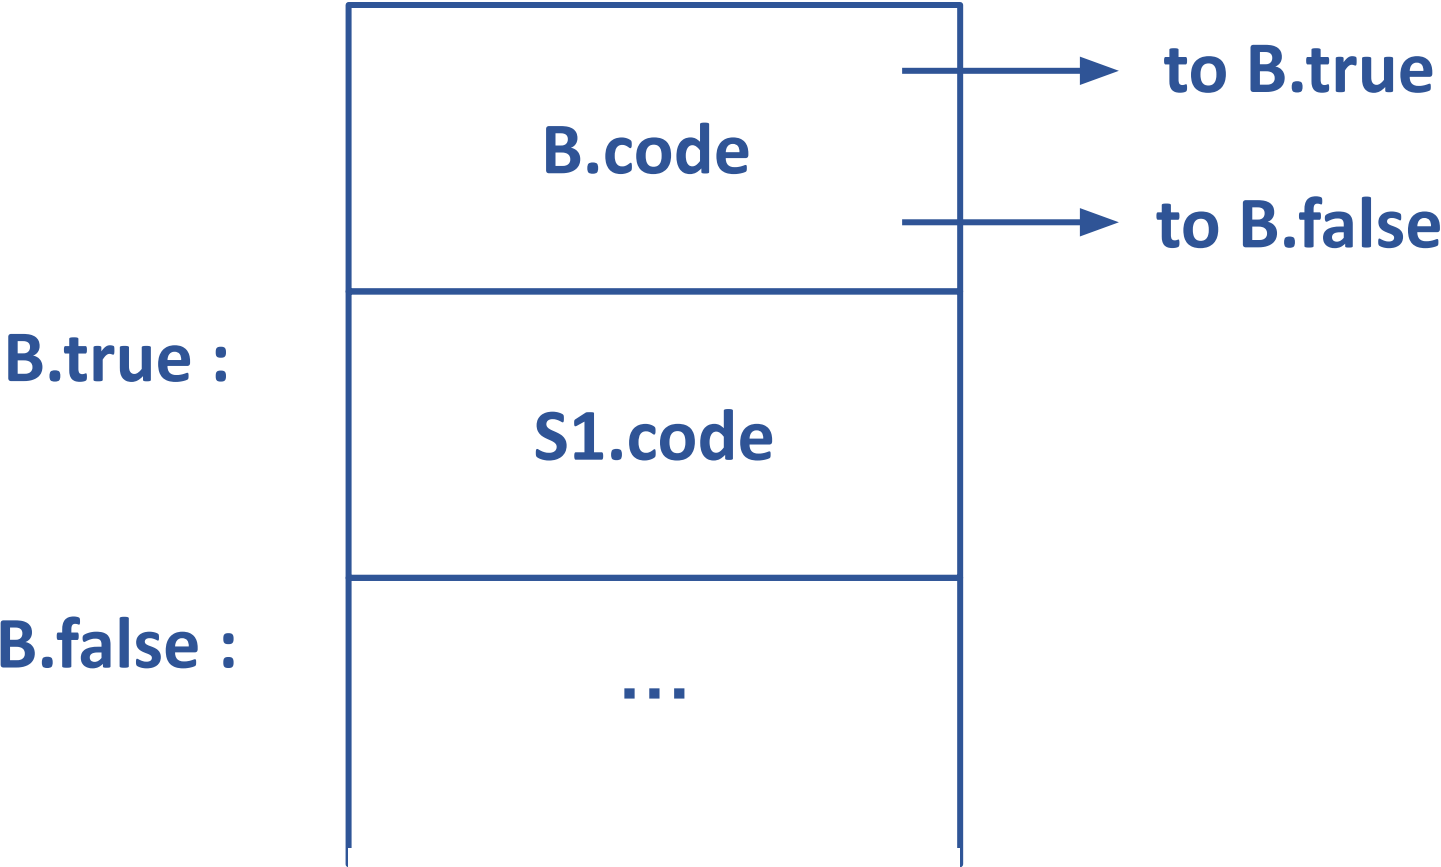 to B.true
B.code
to B.false
B.true :
S1.code
B.false :
...